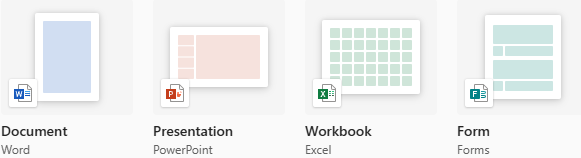 Document
Word
Presentation
PowerPoint
Workbook
Excel
Form
Forms